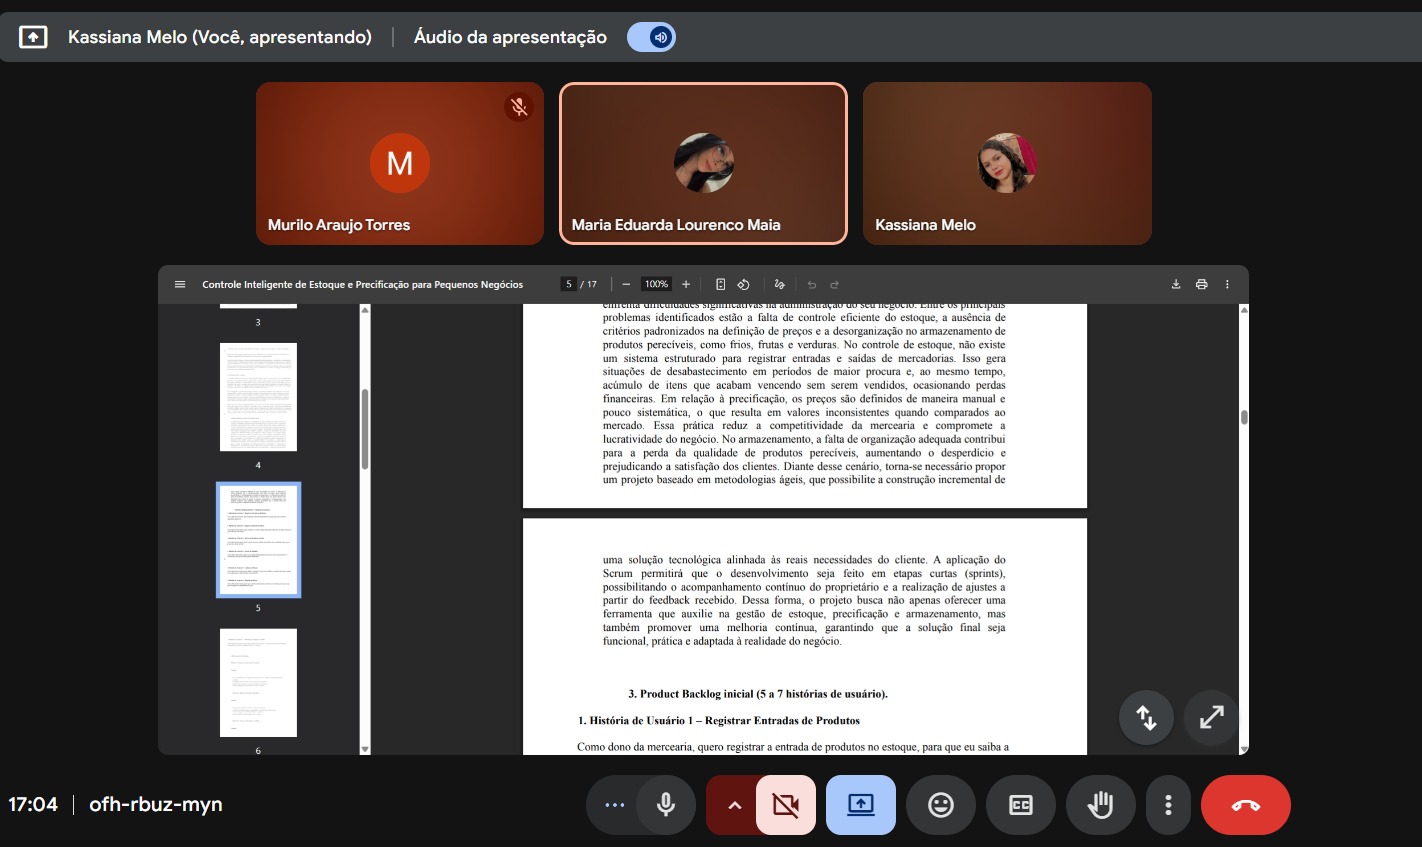 Kassiana Melo (Você, apresentando)
Áudio da apresentação
M
Murilo Araujo Torres
Maria Eduarda Lourenco Maia
Kassiana Melo
Controle Inteligente de Estoque e Precificação para Pequenos Negócios
5 / 17
100%
3
4
5
6
enfrenta dificuldades significativas na administração do seu negócio. Entre os principais
problemas identificados estão a falta de controle eficiente do estoque, a ausência de
critérios padronizados na definição de preços e a desorganização no armazenamento de
produtos perecíveis, como frios, frutas e verduras. No controle de estoque, não existe
um sistema estruturado para registrar entradas e saídas de mercadorias. Isso gera
situações de desabastecimento em períodos de maior procura e, ao mesmo tempo,
acúmulo de itens que acabam vencendo sem serem vendidos, ocasionando perdas
financeiras. Em relação à precificação, os preços são definidos de maneira manual e
pouco sistemática, o que resulta em valores inconsistentes quando comparados ao
mercado. Essa prática reduz a competitividade da mercearia e compromete a
lucratividade do negócio. No armazenamento, a falta de organização adequada contribui
para a perda da qualidade de produtos perecíveis, aumentando o desperdício e
prejudicando a satisfação dos clientes. Diante desse cenário, torna-se necessário propor
um projeto baseado em metodologias ágeis, que possibilite a construção incremental de
uma solução tecnológica alinhada às reais necessidades do cliente. A aplicação do
Scrum permitirá que o desenvolvimento seja feito em etapas curtas (sprints),
possibilitando o acompanhamento contínuo do proprietário e a realização de ajustes a
partir do feedback recebido. Dessa forma, o projeto busca não apenas oferecer uma
ferramenta que auxilie na gestão de estoque, precificação e armazenamento, mas
também promover uma melhoria contínua, garantindo que a solução final seja
funcional, prática e adaptada à realidade do negócio.
3. Product Backlog inicial (5 a 7 histórias de usuário).
1. História de Usuário 1 – Registrar Entradas de Produtos
Como dono da mercearia, quero registrar a entrada de produtos no estoque, para que eu saiba a
17:04
ofh-rbuz-myn
CC